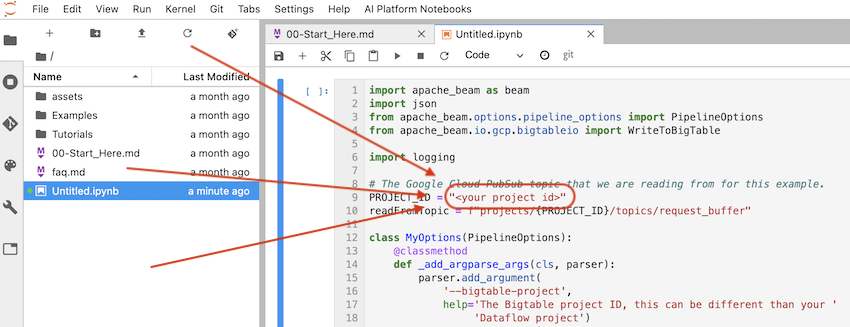 File Edit View Run Kernel Git Tabs Settings Help AI Platform Notebooks
00-Start_Here.md
Untitled.ipynb
Code
git
/
Name Last Modified
assets a month ago
Examples a month ago
Tutorials a month ago
00-Start_Here.md a month ago
faq.md a month ago
Untitled.ipynb a minute ago
[ ]:
1 import apache_beam as beam
2 import json
3 from apache_beam.options.pipeline_options import PipelineOptions
4 from apache_beam.io.gcp.bigtableio import WriteToBigTable
5
6 import logging
7
8 # The Google Cloud PubSub topic that we are reading from for this example.
9 PROJECT_ID = "<your project id>"
10 readFromTopic = f"projects/{PROJECT_ID}/topics/request_buffer"
11
12 class MyOptions(PipelineOptions):
13 @classmethod
14 def _add_argparse_args(cls, parser):
15 parser.add_argument(
16 '--bigtable-project',
17 help='The Bigtable project ID, this can be different than your '
18 'Dataflow project')